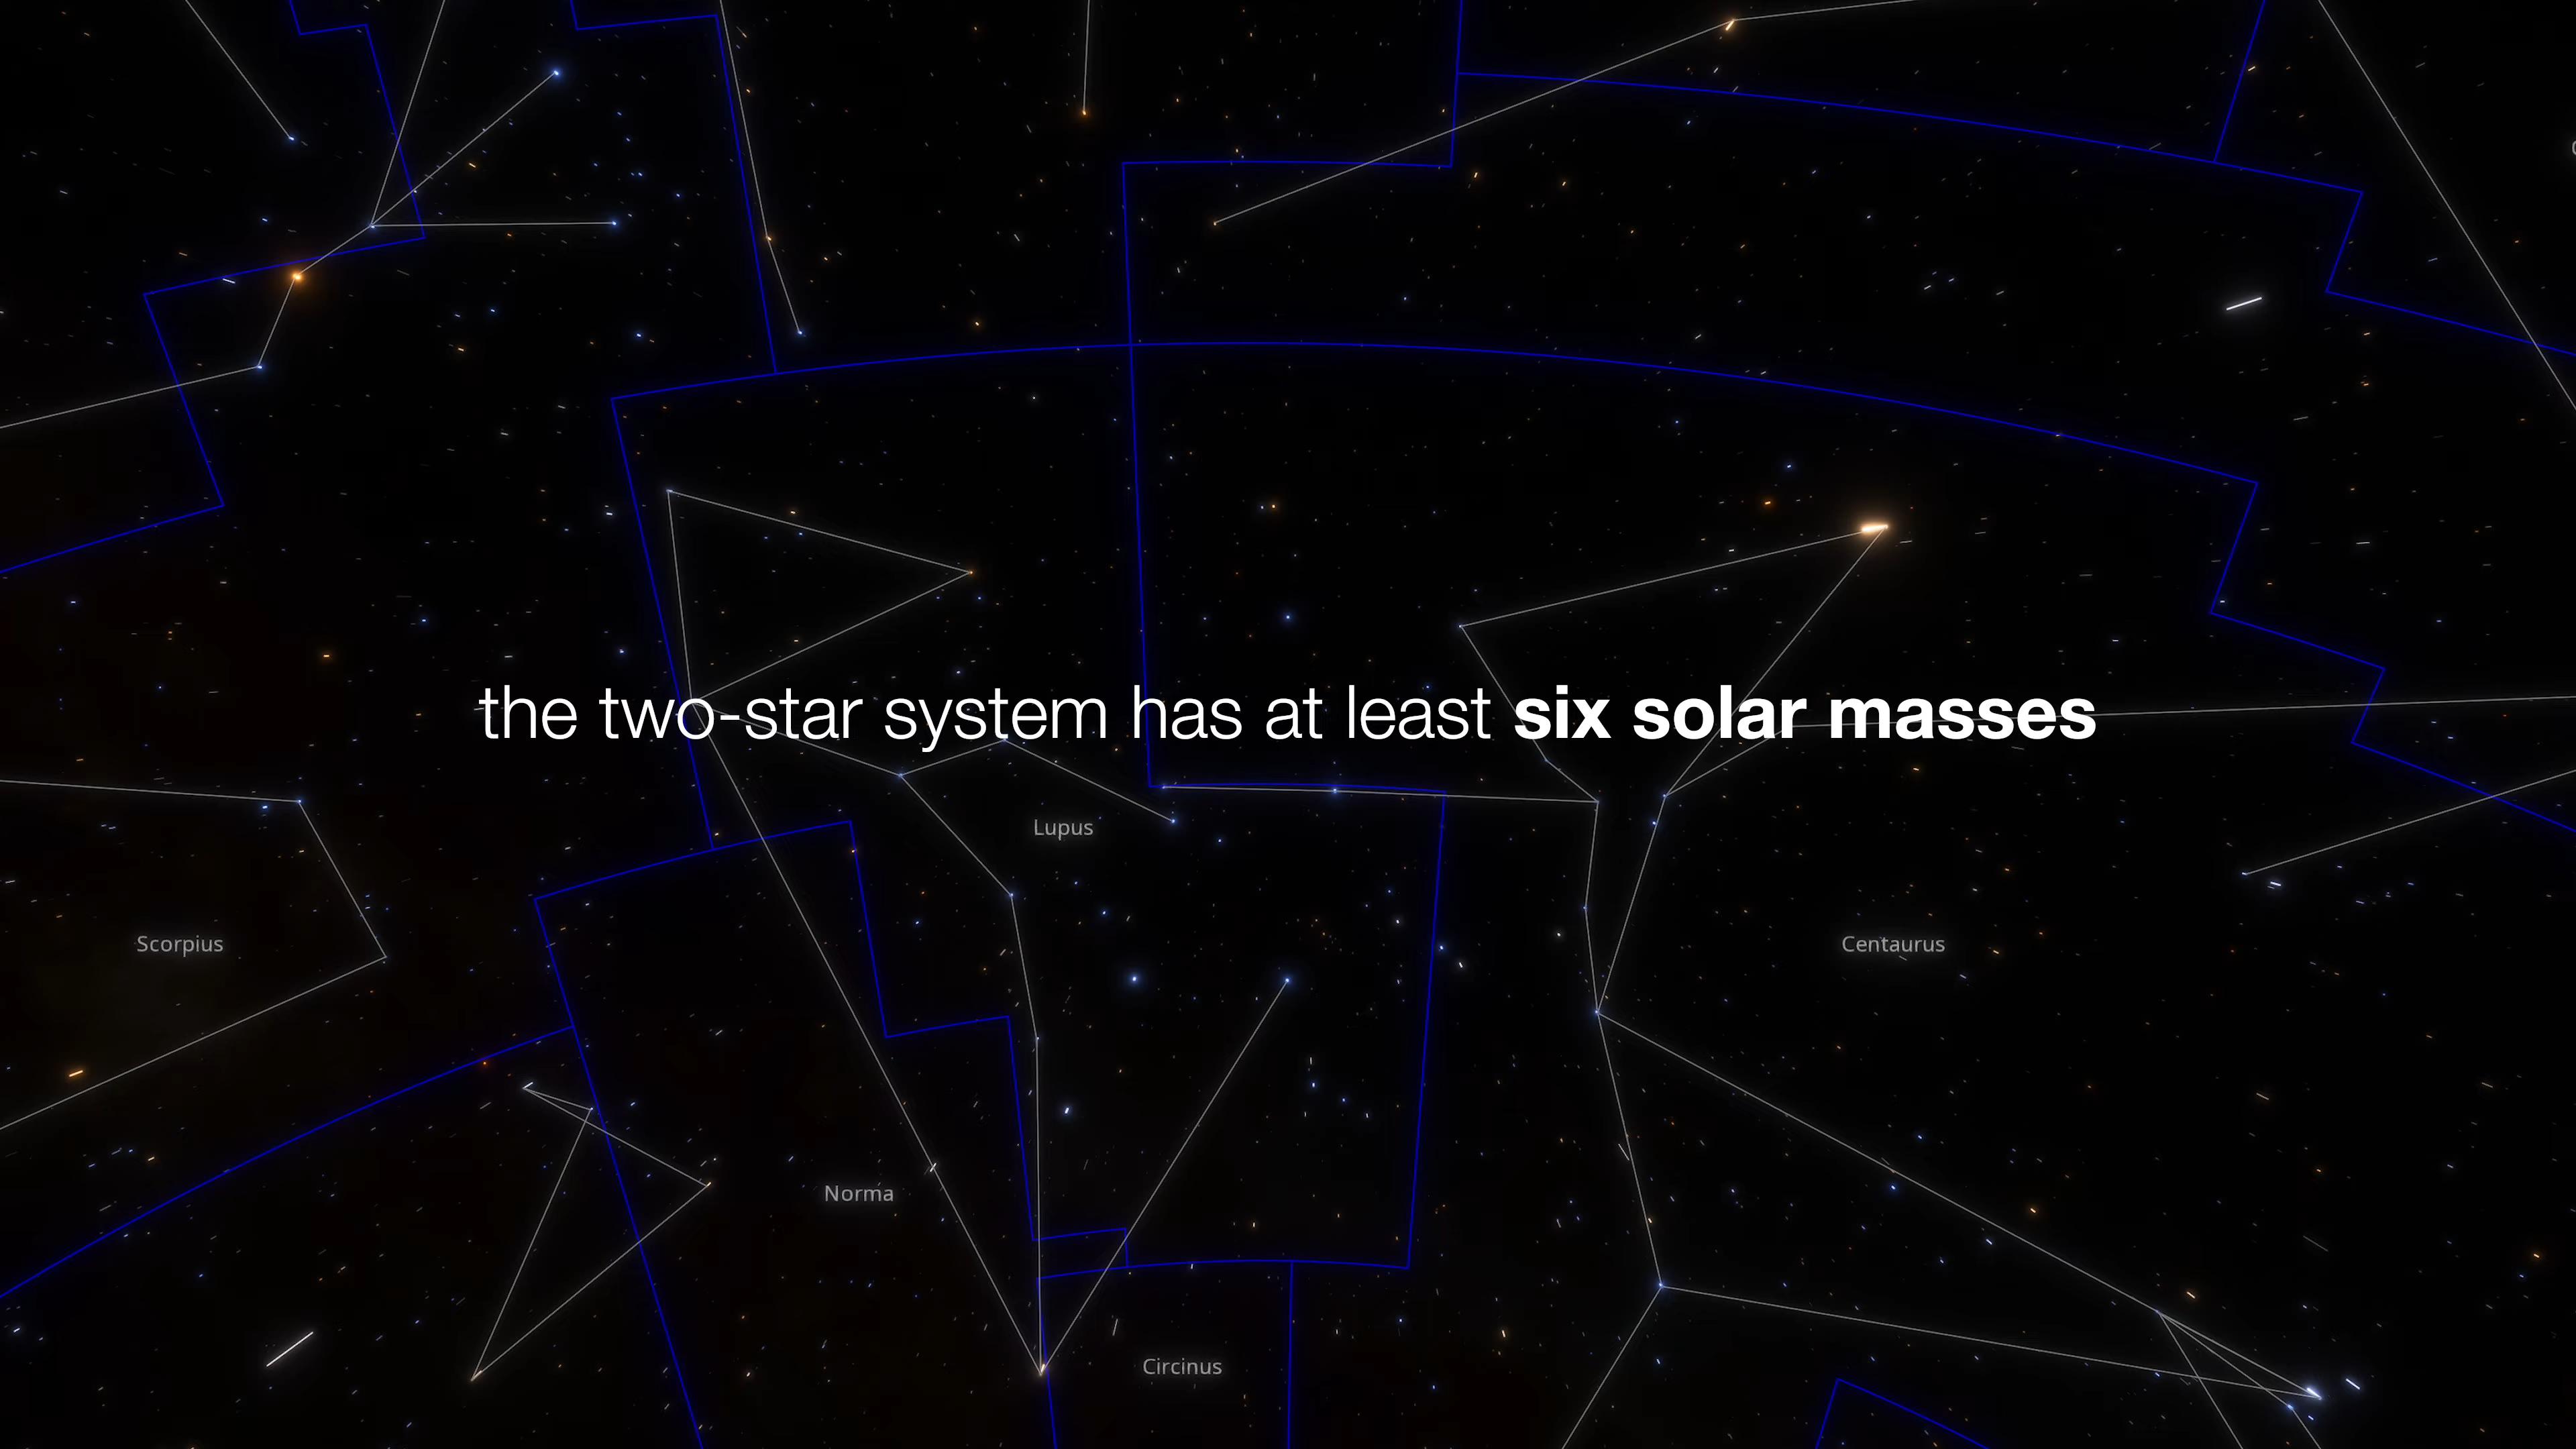 the two-star system has at least six solar masses
Lupus
Scorpius
Centaurus
Norma
Circinus